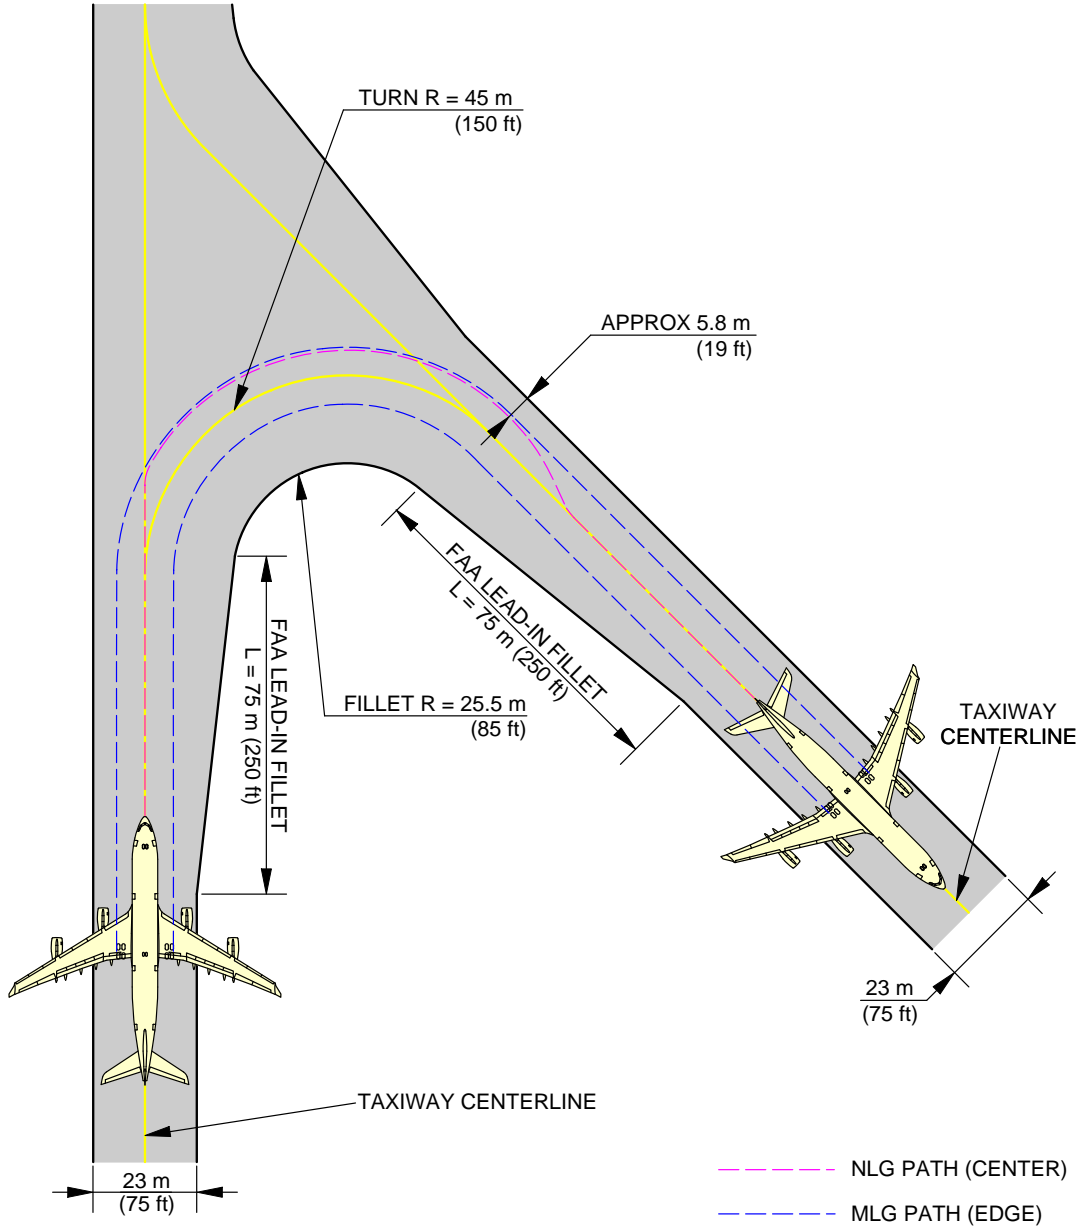 TURN R = 45 m
(150 ft)
APPROX 5.8 m
(19 ft)
FAA LEAD-IN FILLET
L = 75 m (250 ft)
FAA LEAD-IN FILLET
L = 75 m (250 ft)
FILLET R = 25.5 m
(85 ft)
TAXIWAY
CENTERLINE
23 m
(75 ft)
TAXIWAY CENTERLINE
23 m
(75 ft)
NLG PATH (CENTER)
MLG PATH (EDGE)